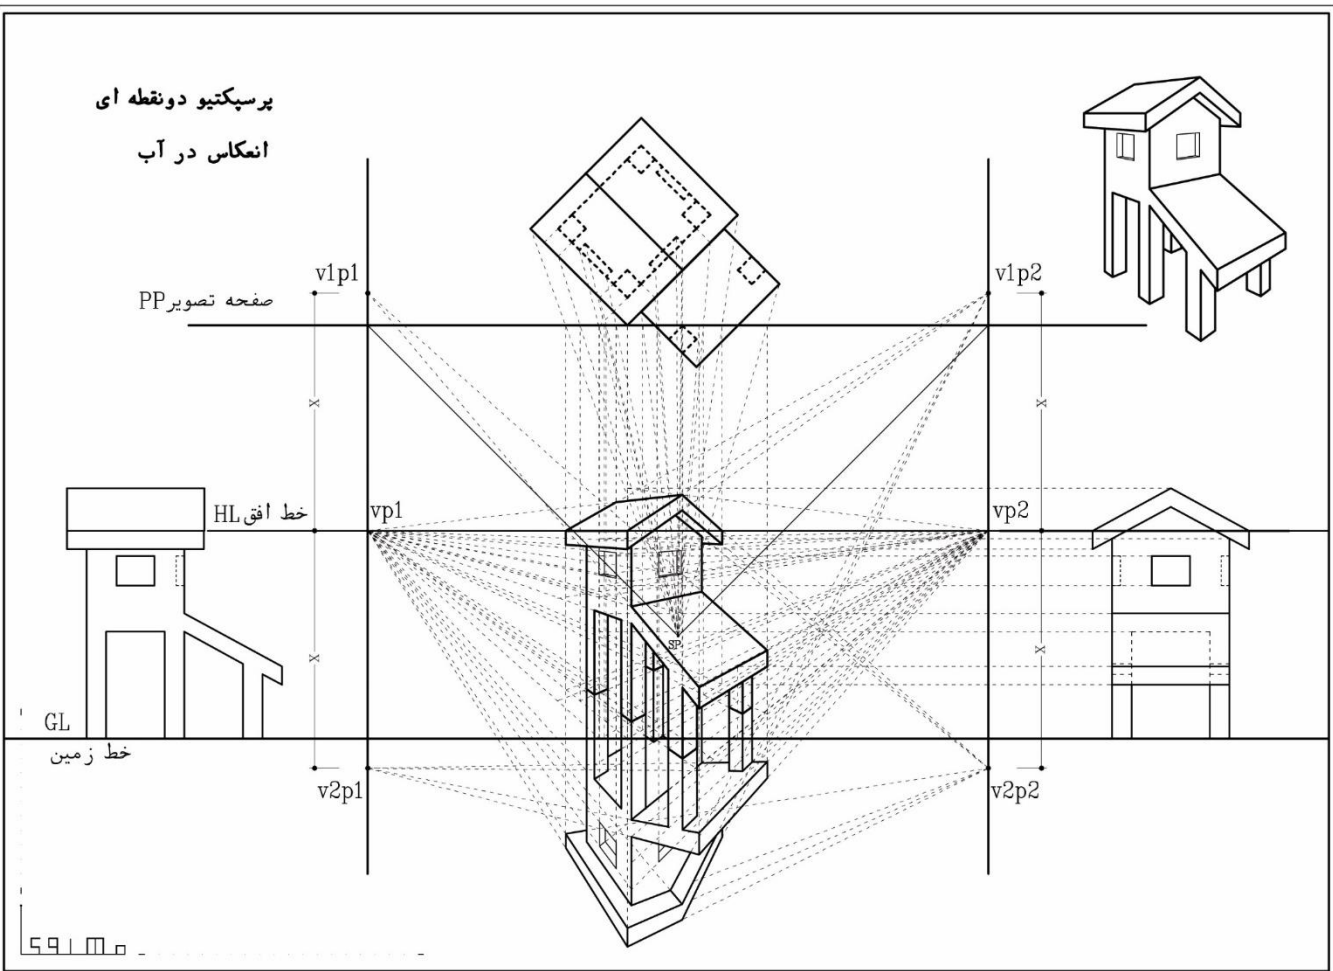 پرسپکتیو دونقطه ای
انعکاس در آب
v1p1
v1p2
صفحه تصویرPP
x
x
خط افقHL
vp1
vp2
SP
x
x
GL
خط زمین
v2p1
v2p2